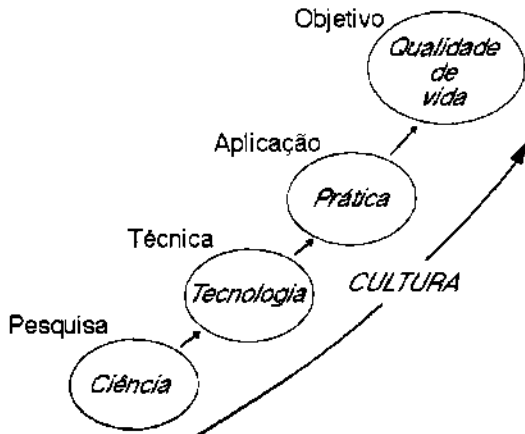 Objetivo
Qualidade
de
vida
Aplicação
Prática
Técnica
Tecnologia
CULTURA
Pesquisa
Ciência